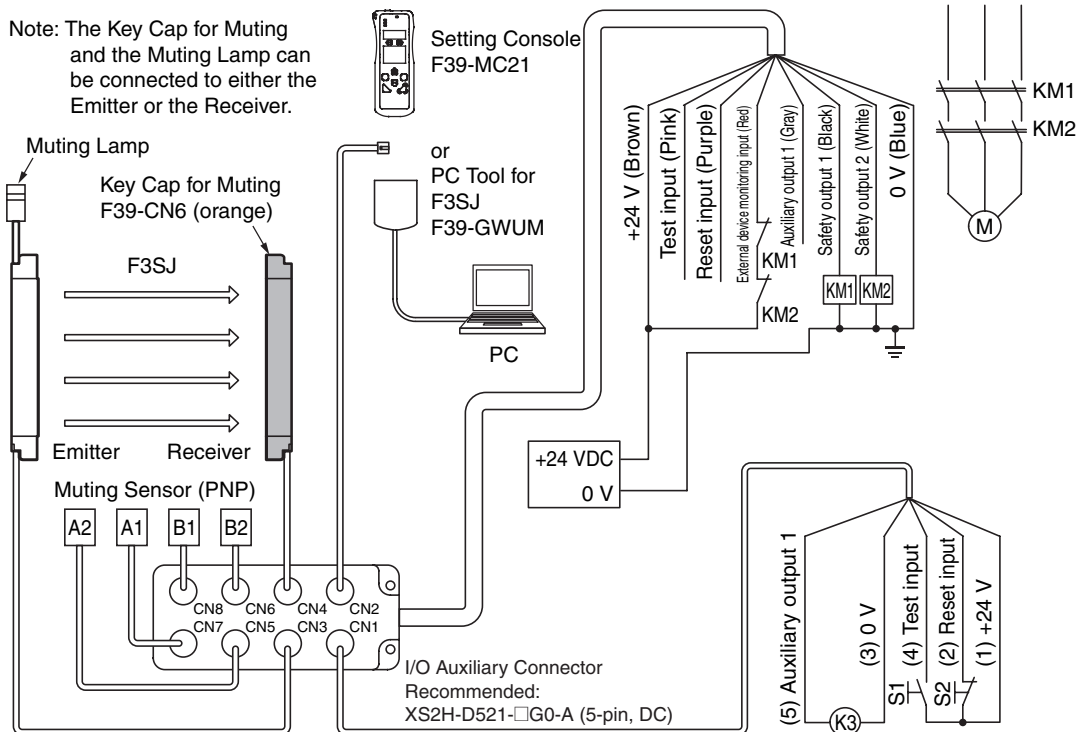 Note: The Key Cap for Muting
and the Muting Lamp can
be connected to either the
Emitter or the Receiver.
Setting Console
F39-MC21
Muting Lamp
Key Cap for Muting
F39-CN6 (orange)
or
PC Tool for
F3SJ
F39-GWUM
F3SJ
PC
Emitter
Receiver
Muting Sensor (PNP)
A2
A1
B1
B2
CN8
CN6
CN4
CN2
CN7
CN5
CN3
CN1
I/O Auxiliary Connector
Recommended:
XS2H-D521-□G0-A (5-pin, DC)
+24 V (Brown)
Test input (Pink)
Reset input (Purple)
External device monitoring input (Red)
Auxiliary output 1 (Gray)
Safety output 1 (Black)
Safety output 2 (White)
0 V (Blue)
KM1
KM2
KM1
KM2
KM1
KM2
M
+24 VDC
0 V
(5) Auxiliary output 1
(3) 0 V
(4) Test input
(2) Reset input
(1) +24 V
S1
S2
K3